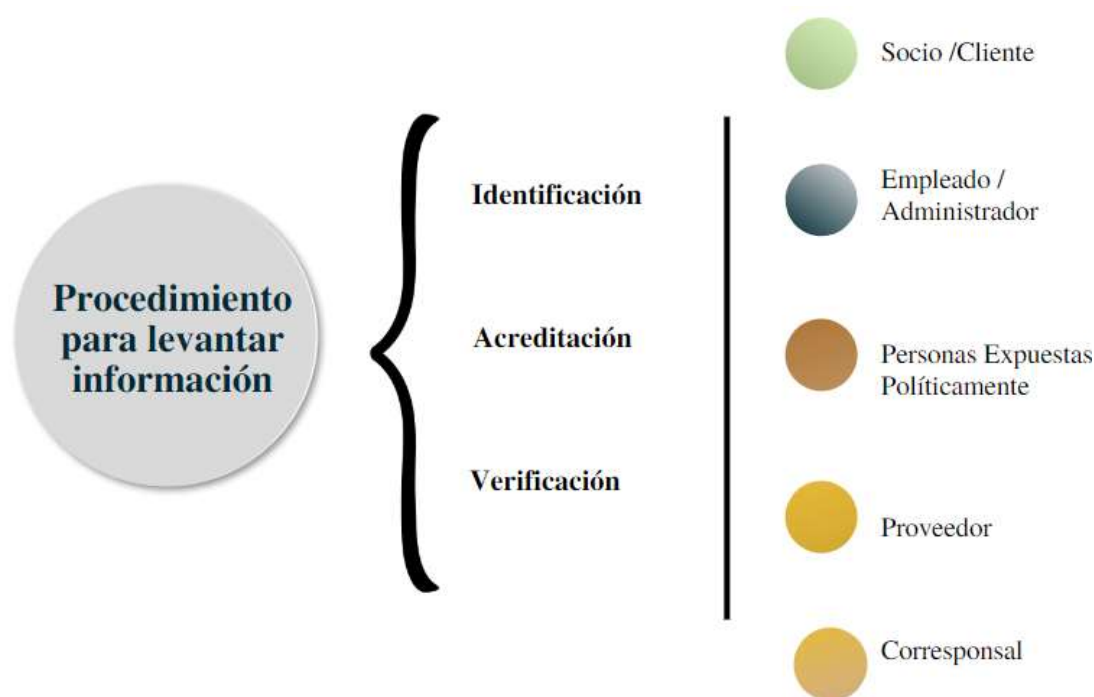 Procedimiento
para levantar
información
Identificación
Acreditación
Verificación
Socio /Cliente
Empleado /
Administrador
Personas Expuestas
Políticamente
Proveedor
Corresponsal